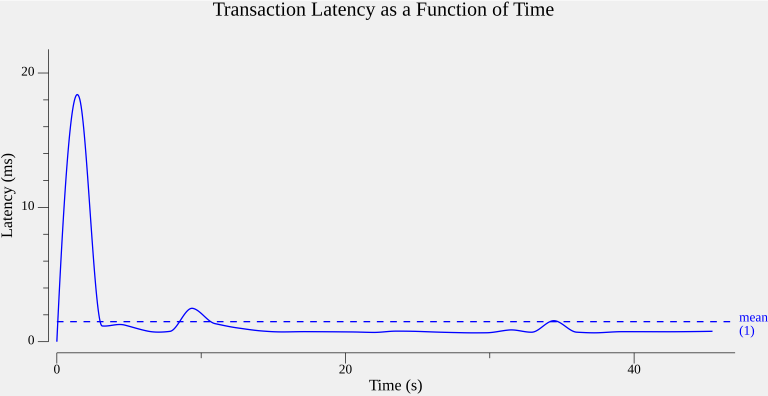 Transaction Latency as a Function of Time
Latency (ms)
20
10
0
mean
(1)
0
20
40
Time (s)